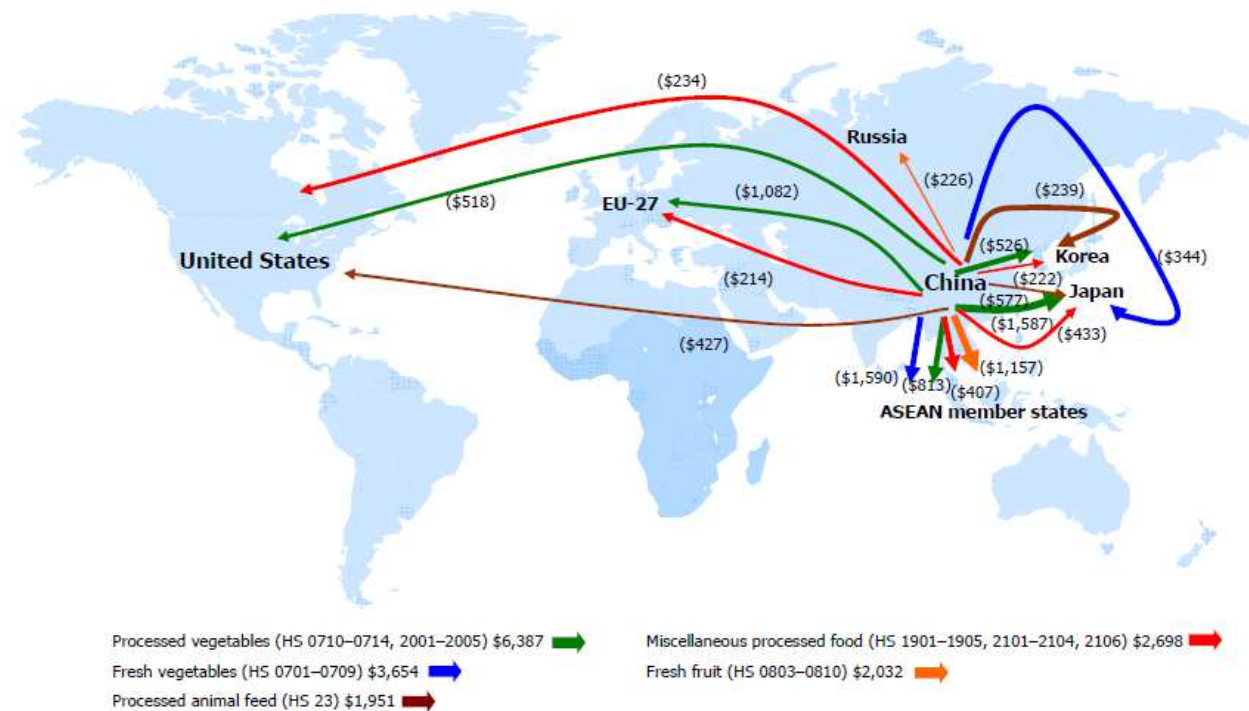 ($234)
Russia
($226)
($1,082)
($239)
EU-27
($518)
($526)
Korea
($344)
United States
($214)
China
($222)
Japan
($577)
($1,587)
($433)
($427)
($1,157)
($1,590)
($813)
($407)
ASEAN member states
Processed vegetables (HS 0710–0714, 2001–2005) $6,387
Miscellaneous processed food (HS 1901–1905, 2101–2104, 2106) $2,698
Fresh vegetables (HS 0701–0709) $3,654
Fresh fruit (HS 0803–0810) $2,032
Processed animal feed (HS 23) $1,951